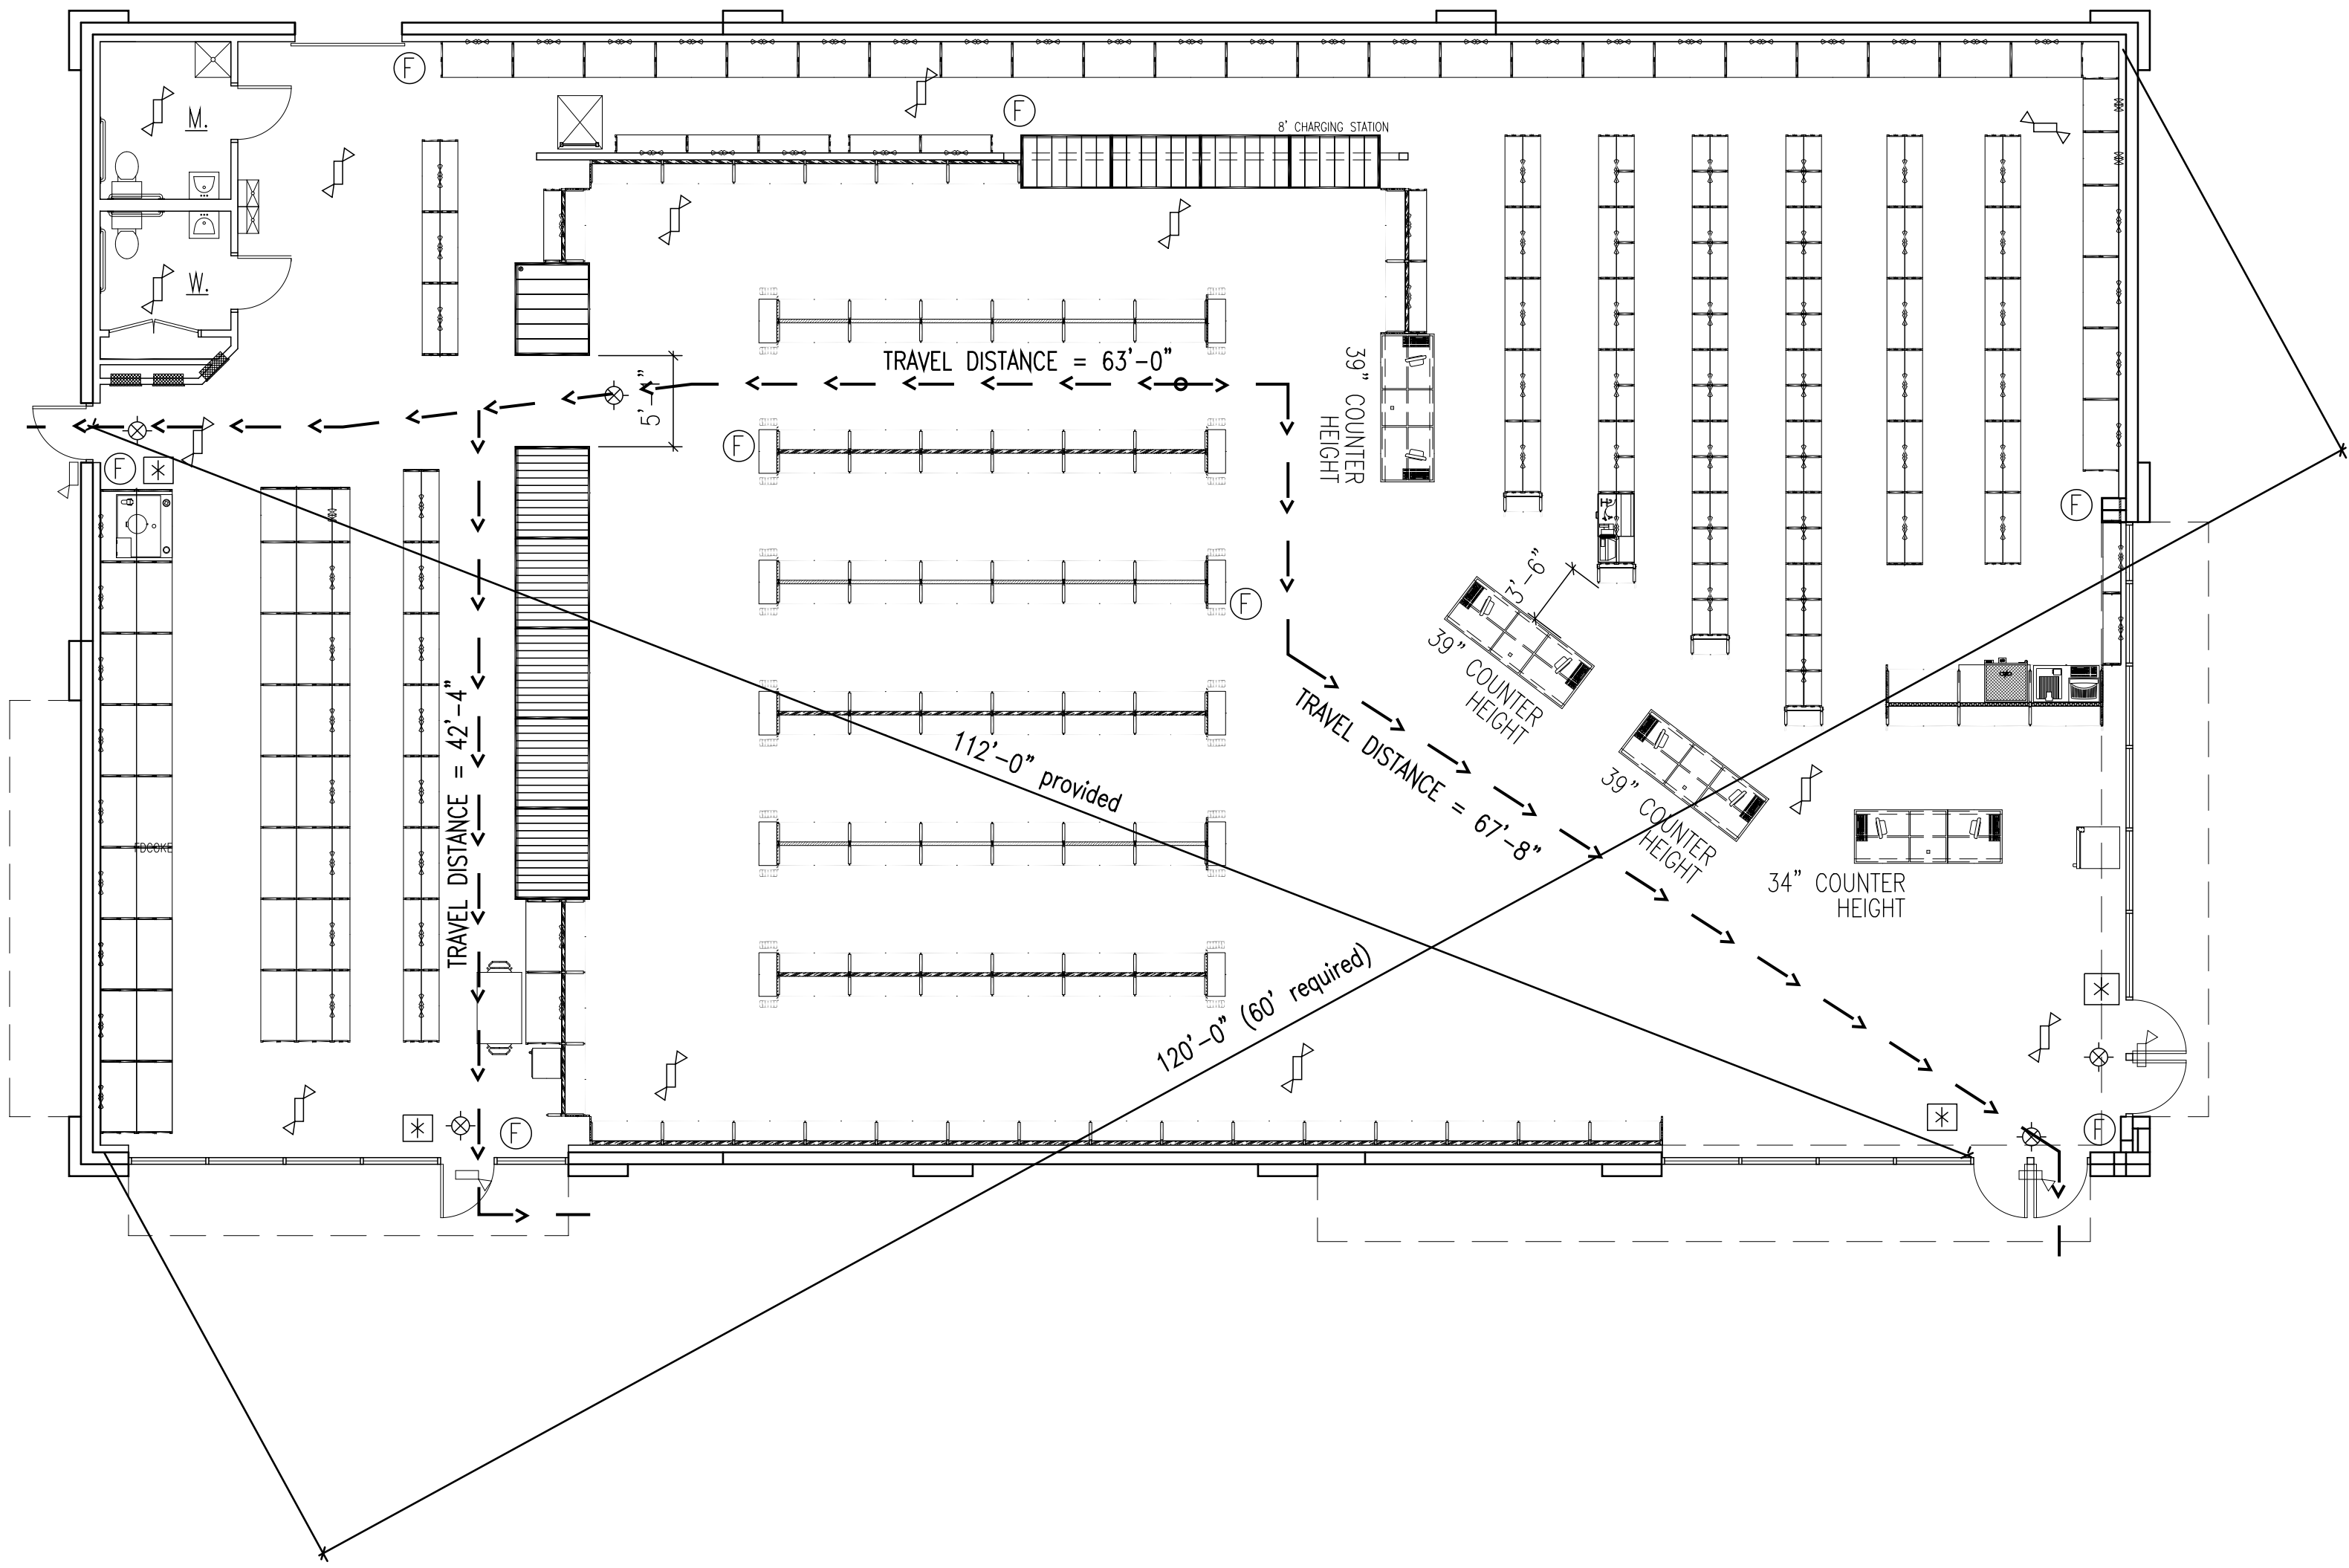 F
M.
F
8' CHARGING STATION
W.
TRAVEL DISTANCE = 63'-0"
39" COUNTER
HEIGHT
5'-4"
F
F
F
3'-6"
F
39" COUNTER
HEIGHT
TRAVEL DISTANCE = 42'-4"
TRAVEL DISTANCE = 67'-8"
112'-0" provided
39" COUNTER
HEIGHT
FDCOKE
34" COUNTER
HEIGHT
120'-0" (60' required)
F
F